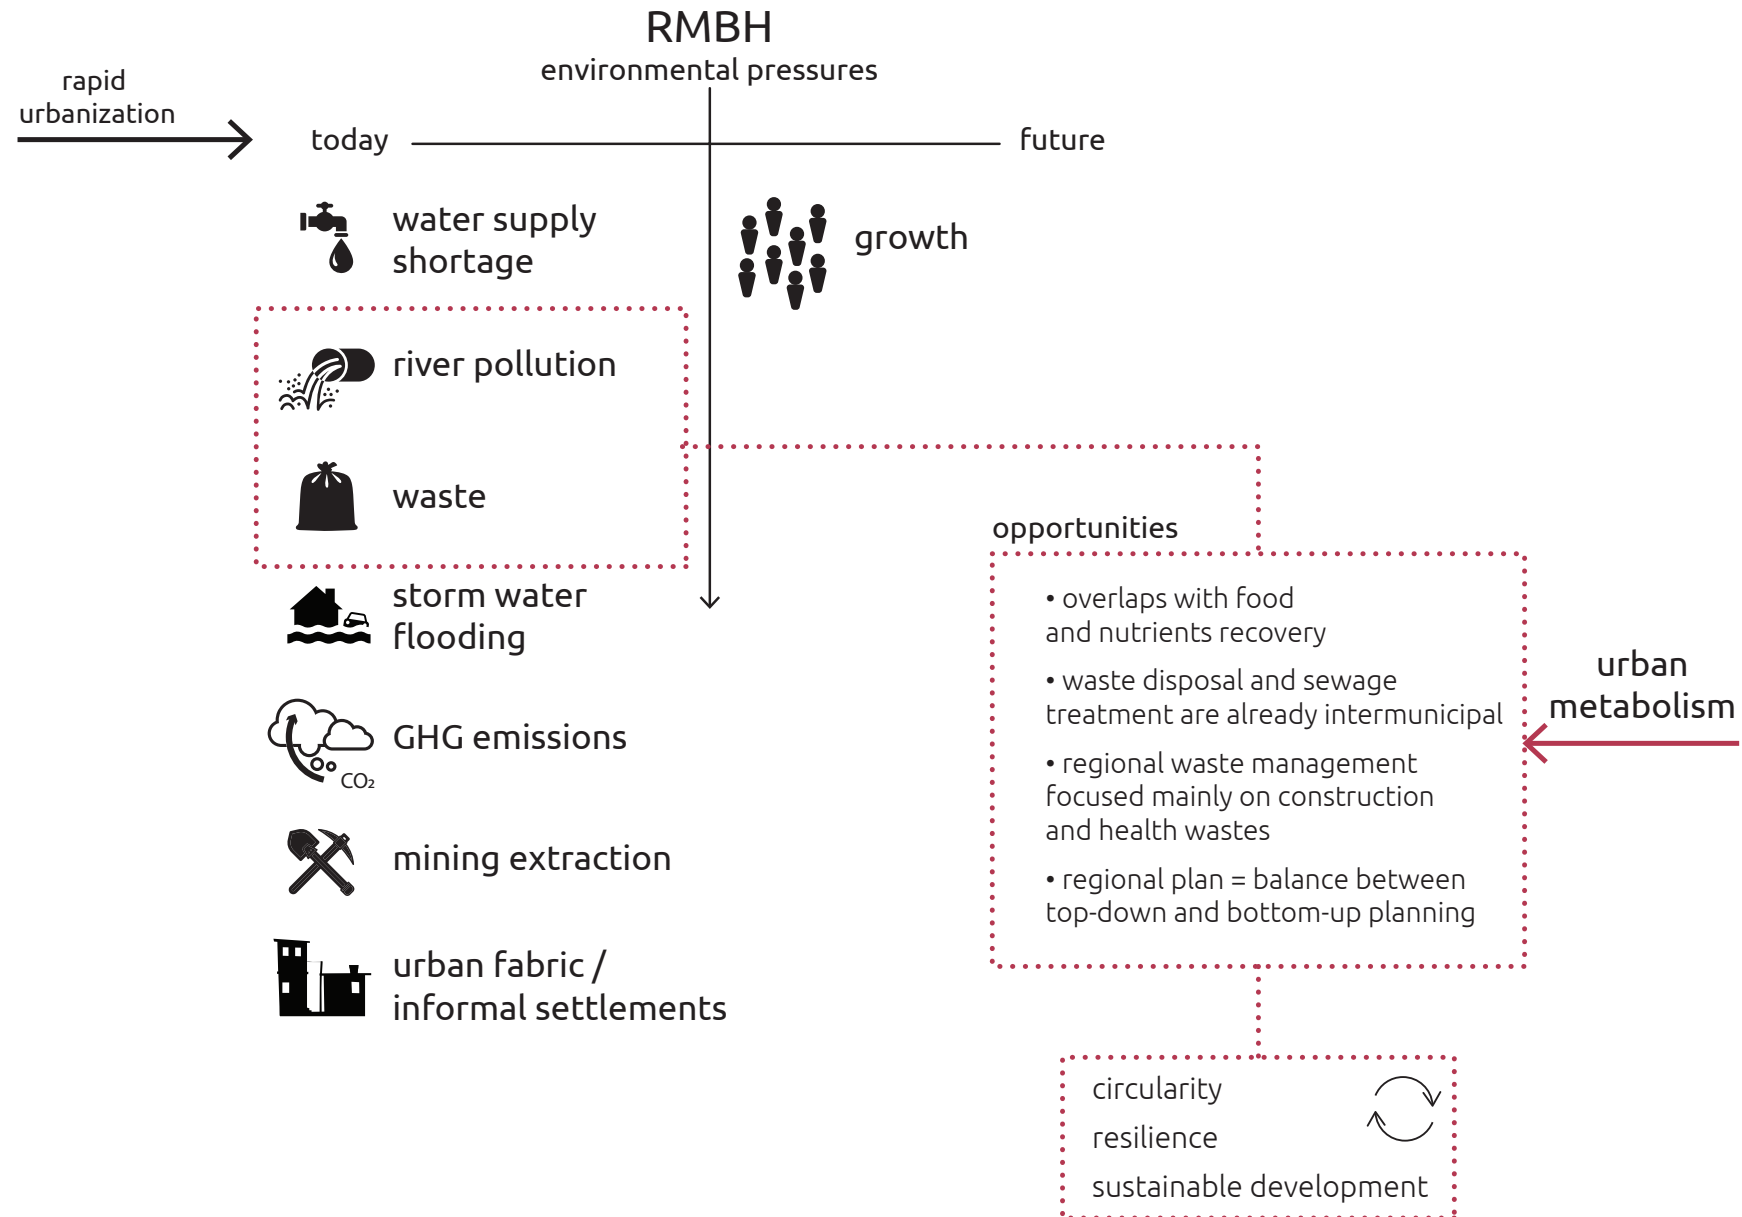 RMBH
environmental pressures
rapid
urbanization
today
future
water supply
shortage
growth
river pollution
waste
storm water
flooding
GHG emissions
CO₂
mining extraction
urban fabric /
informal settlements
opportunities
• overlaps with food
and nutrients recovery
• waste disposal and sewage
treatment are already intermunicipal
• regional waste management
focused mainly on construction
and health wastes
• regional plan = balance between
top-down and bottom-up planning
urban
metabolism
circularity
resilience
sustainable development